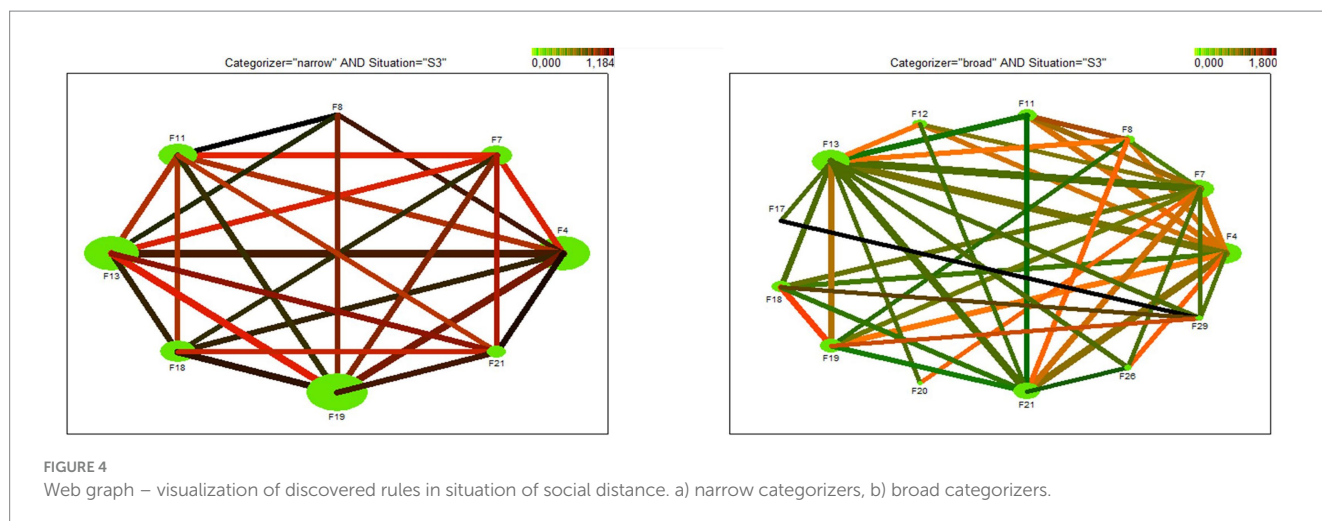 Categorizer="narrow" AND Situation="S3"
0,000 1,184
F8
F11
F7
F4
F13
F18
F21
F19
Categorizer="broad" AND Situation="S3"
0,000 1,800
F11
F12
F8
F13
F7
F17
F4
F18
F29
F19
F26
F20
F21
FIGURE 4
Web graph – visualization of discovered rules in situation of social distance. a) narrow categorizers, b) broad categorizers.